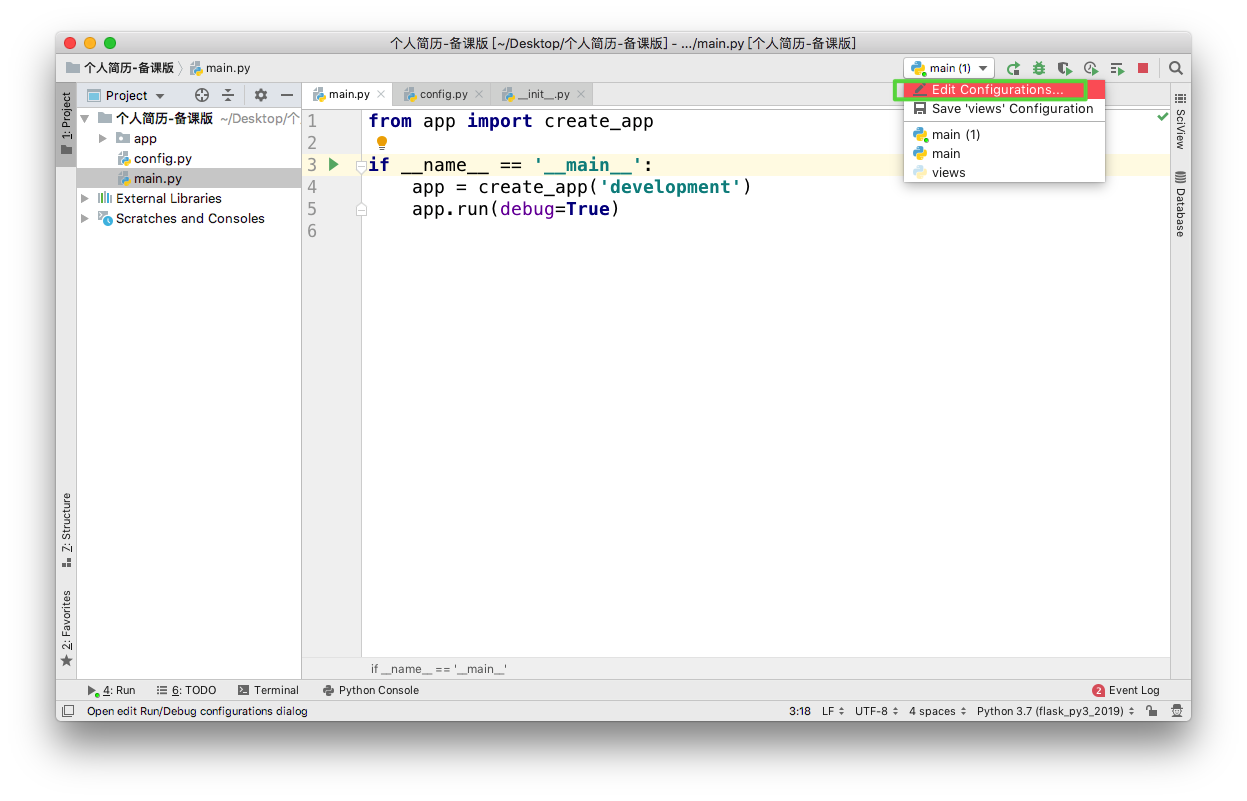 个人简历-备课版 [~/Desktop/个人简历-备课版] - .../main.py [个人简历-备课版]
个人简历-备课版 main.py
main (1)
Edit Configurations...
Save 'views' Configuration
main (1)
main
views
1: Project
Project
个人简历-备课版 ~/Desktop/个
app
config.py
main.py
External Libraries
Scratches and Consoles
main.py config.py __init__.py
1 from app import create_app
2
3 if __name__ == '__main__':
4 app = create_app('development')
5 app.run(debug=True)
6
SciView
Database
Z: Structure
2: Favorites
if __name__ == '__main__'
4: Run 6: TODO Terminal Python Console 2 Event Log
Open edit Run/Debug configurations dialog 3:18 LF UTF-8 4 spaces Python 3.7 (flask_py3_2019)